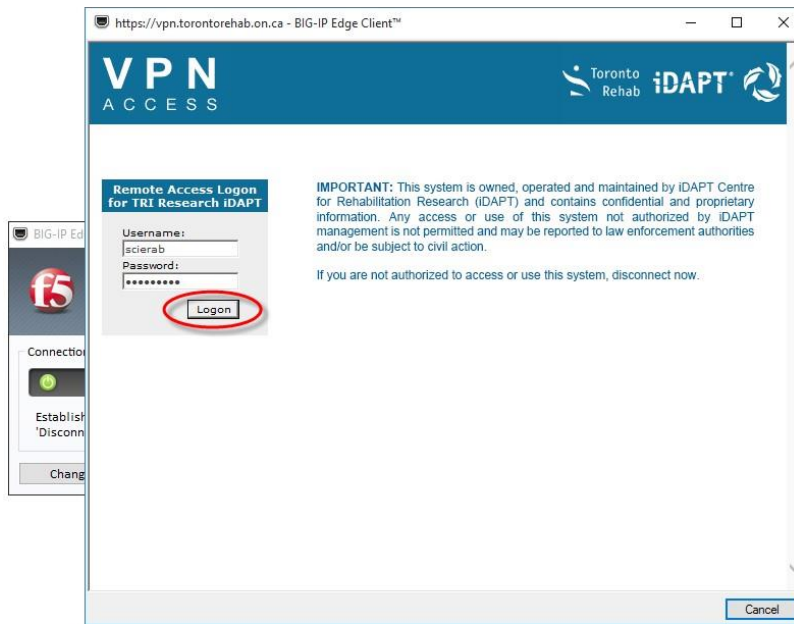 https://vpn.torontorehab.on.ca - BIG-IP Edge Client™
VPN
ACCESS
Toronto
Rehab
iDAPT
Remote Access Logon
for TRI Research iDAPT
Username:
scierab
Password:
•••••••••
Logon
IMPORTANT: This system is owned, operated and maintained by iDAPT Centre
for Rehabilitation Research (iDAPT) and contains confidential and proprietary
information. Any access or use of this system not authorized by iDAPT
management is not permitted and may be reported to law enforcement authorities
and/or be subject to civil action.
If you are not authorized to access or use this system, disconnect now.
BIG-IP Ed
f5
Connectio
Establish
'Disconn
Chang
Cancel